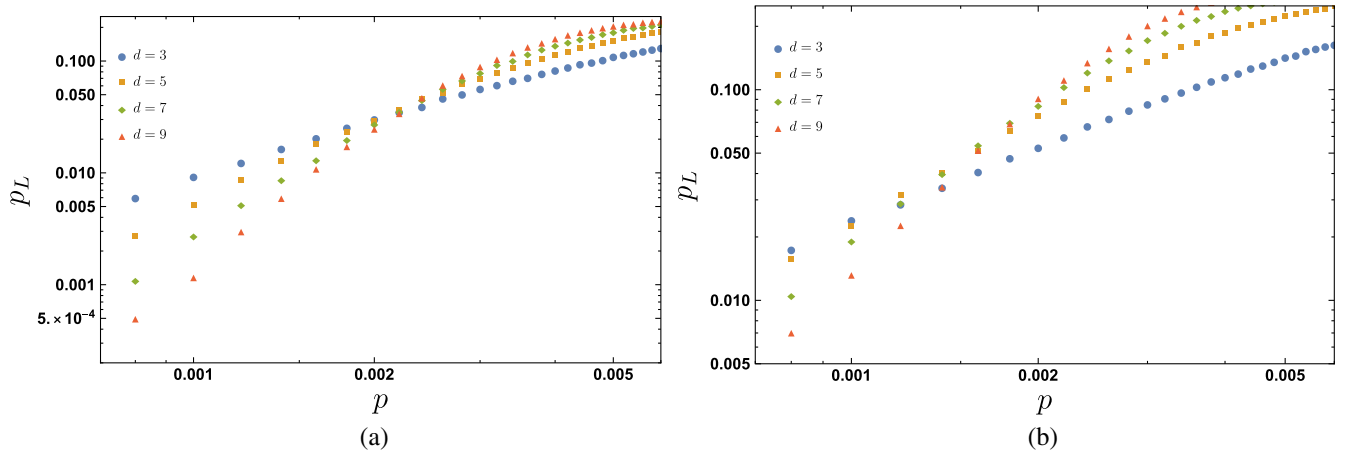 d = 3
d = 5
d = 7
d = 9
0.100
0.050
0.010
0.005
0.001
5. × 10⁻⁴
p_L
0.001
0.002
0.005
p
(a)
d = 3
d = 5
d = 7
d = 9
0.100
0.050
0.010
0.005
p_L
0.001
0.002
0.005
p
(b)